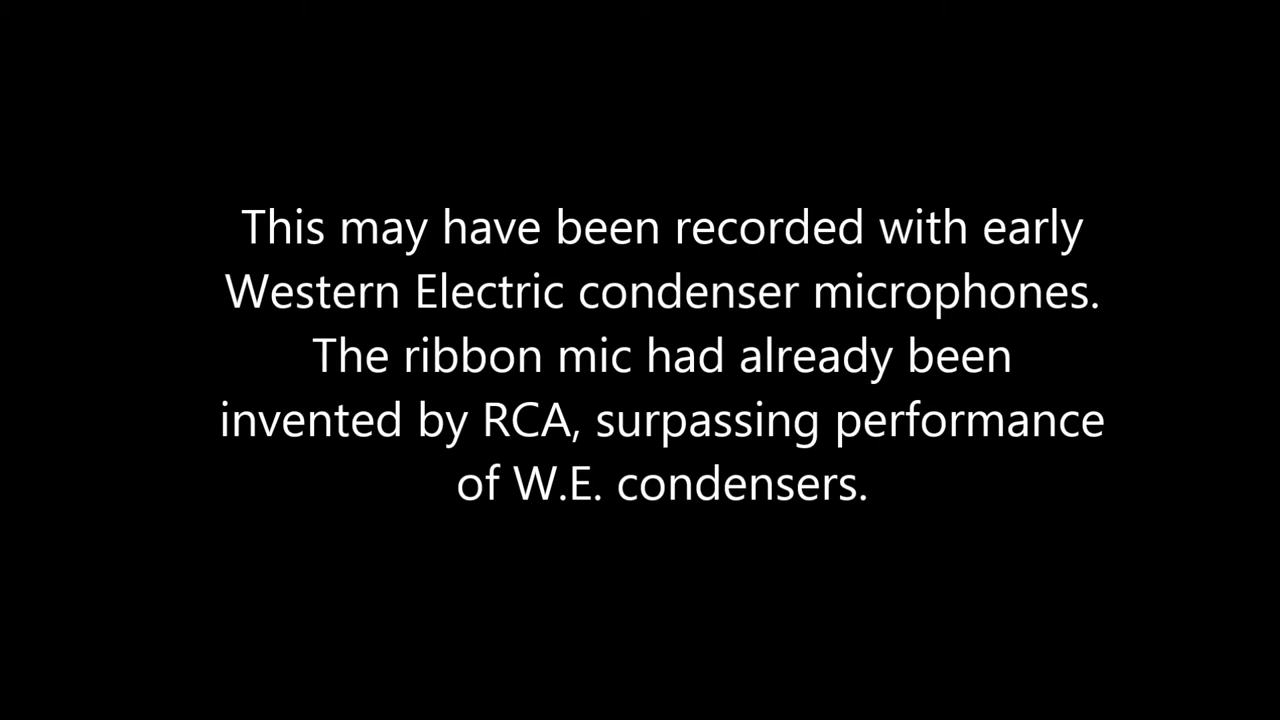 This may have been recorded with early
Western Electric condenser microphones.
The ribbon mic had already been
invented by RCA, surpassing performance
of W.E. condensers.